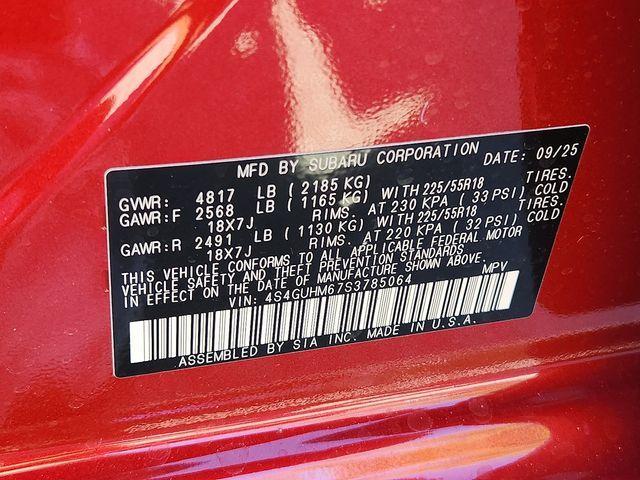 MFD BY SUBARU CORPORATION DATE: 09/25
GVWR: 4817 LB (2185 KG) TIRES.
GAWR:F 2568 LB (1165 KG) WITH 225/55R18 COLD
18X7J RIMS. AT 230 KPA (33 PSI) TIRES.
GAWR:R 2491 LB (1130 KG) WITH 225/55R18 COLD
18X7J RIMS. AT 220 KPA (32 PSI)
THIS VEHICLE CONFORMS TO ALL APPLICABLE FEDERAL MOTOR
VEHICLE SAFETY AND THEFT PREVENTION STANDARDS
IN EFFECT ON THE DATE OF MANUFACTURE SHOWN ABOVE.
VIN: 4S4GUHM67S3785064 MPV
ASSEMBLED BY SIA INC. MADE IN U.S.A.